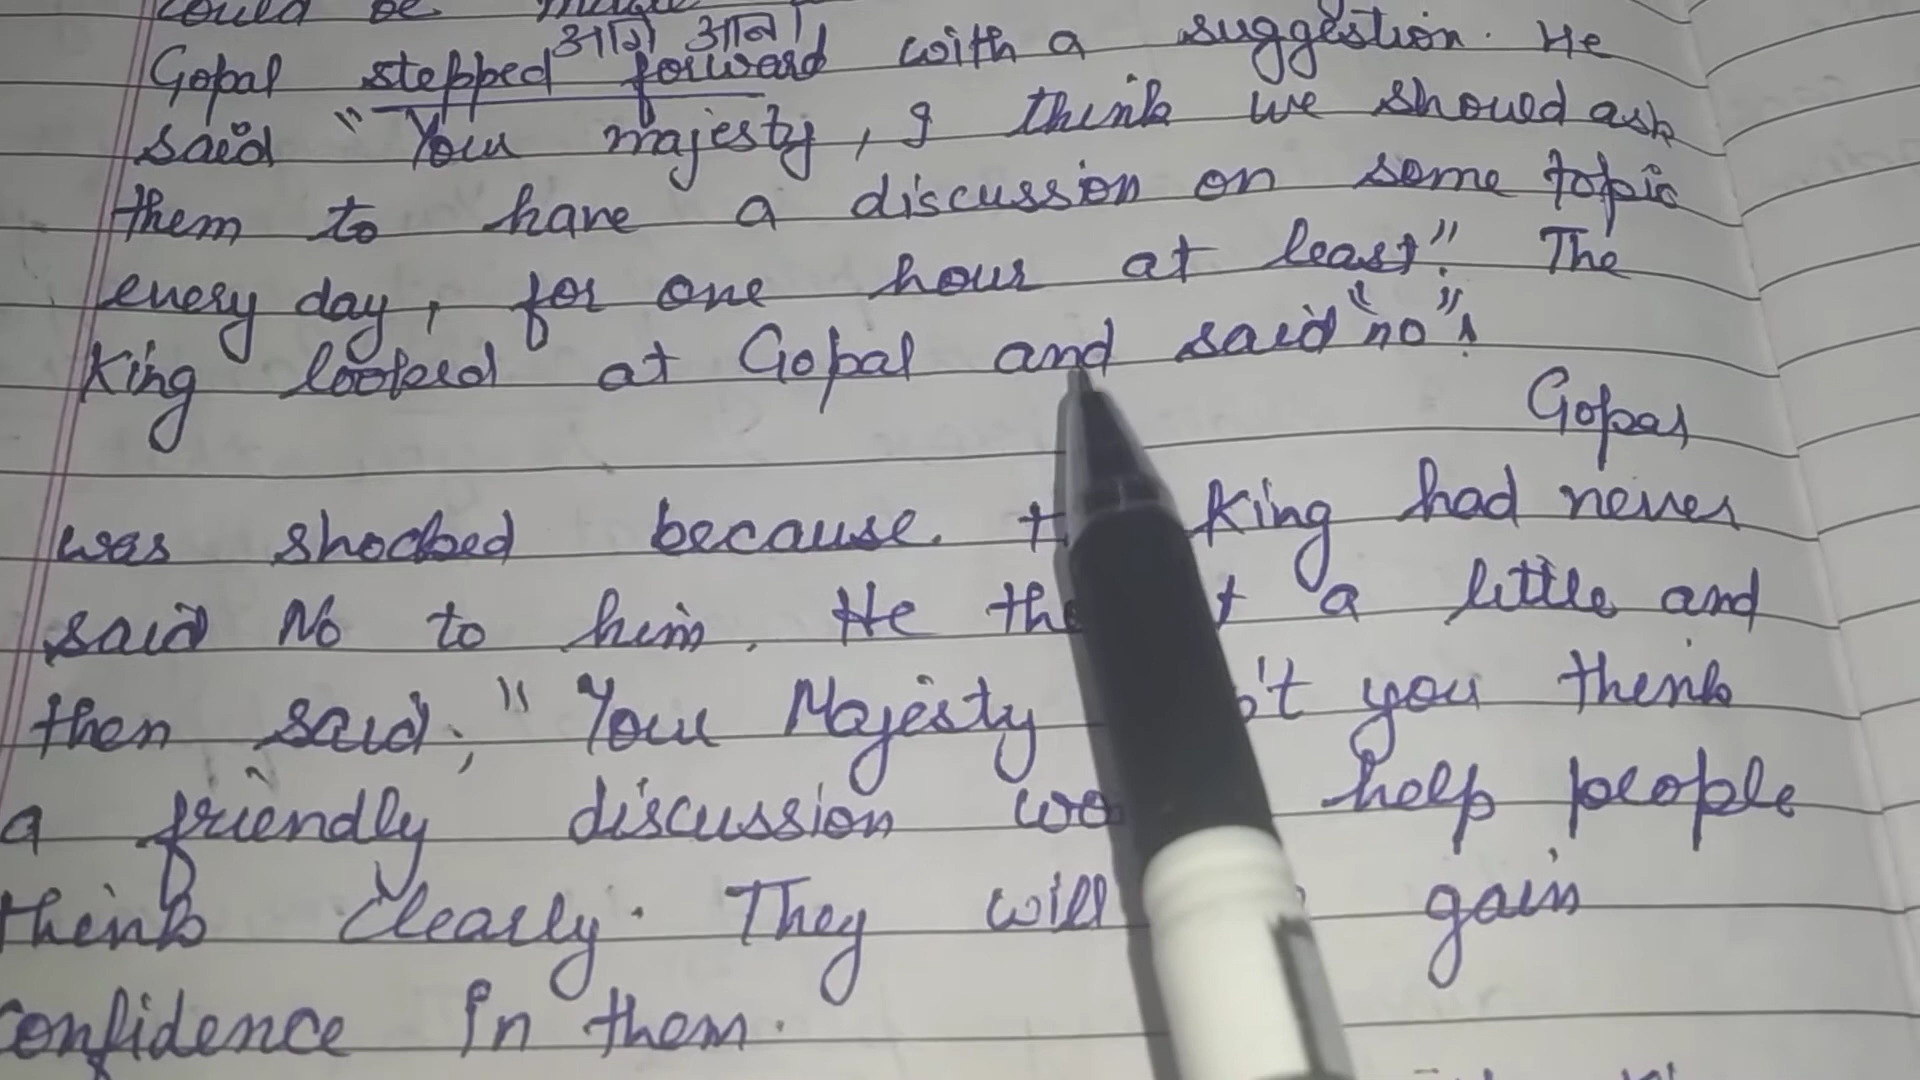 could be
आगे आना
Gopal stepped forward with a suggestion. He
said "Your majesty, I think we should ask
them to have a discussion on some topic
every day, for one hour at least". The
King looked at Gopal and said "no".
Gopal
was shocked because. King had never
said No to him. He a little and
then said, "Your Majesty you think
a friendly discussion help people
think clearly. They will gain
confidence in them.